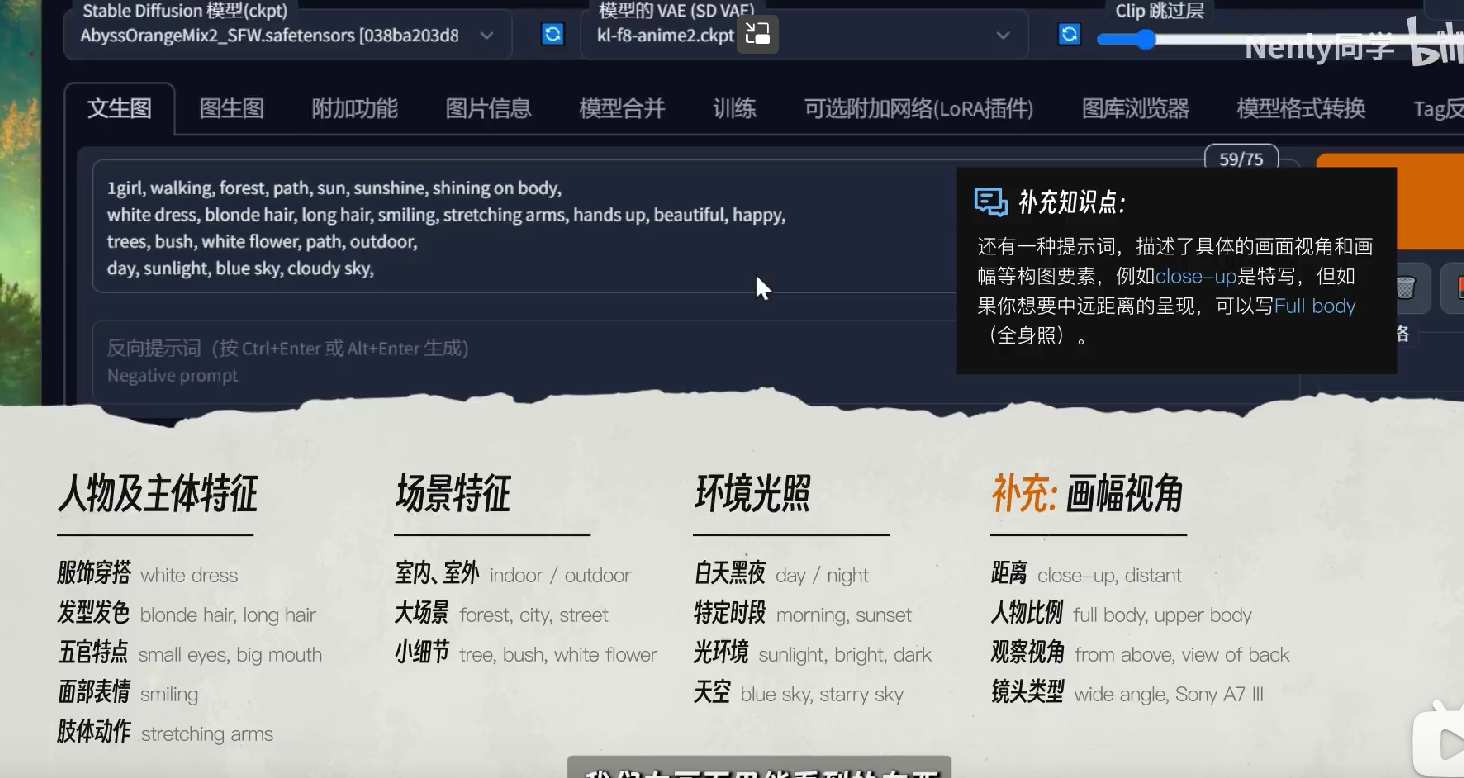 Stable Diffusion 模型(ckpt)
AbyssOrangeMix2_SFW.safetensors [038ba203d8
模型的 VAE (SD VAE)
kl-f8-anime2.ckpt
Clip 跳过层
Nenly同学
bili
文生图
图生图
附加功能
图片信息
模型合并
训练
可选附加网络(LoRA插件)
图库浏览器
模型格式转换
Tag反
59/75
1girl, walking, forest, path, sun, sunshine, shining on body,
white dress, blonde hair, long hair, smiling, stretching arms, hands up, beautiful, happy,
trees, bush, white flower, path, outdoor,
day, sunlight, blue sky, cloudy sky,
反向提示词（按 Ctrl+Enter 或 Alt+Enter 生成）
Negative prompt
补充知识点:
还有一种提示词，描述了具体的画面视角和画
幅等构图要素，例如close-up是特写，但如
果你想要中远距离的呈现，可以写Full body
（全身照）。
络
人物及主体特征
服饰穿搭 white dress
发型发色 blonde hair, long hair
五官特点 small eyes, big mouth
面部表情 smiling
肢体动作 stretching arms
场景特征
室内、室外 indoor / outdoor
大场景 forest, city, street
小细节 tree, bush, white flower
环境光照
白天黑夜 day / night
特定时段 morning, sunset
光环境 sunlight, bright, dark
天空 blue sky, starry sky
补充: 画幅视角
距离 close-up, distant
人物比例 full body, upper body
观察视角 from above, view of back
镜头类型 wide angle, Sony A7 III
我们在画面里能看到的东西